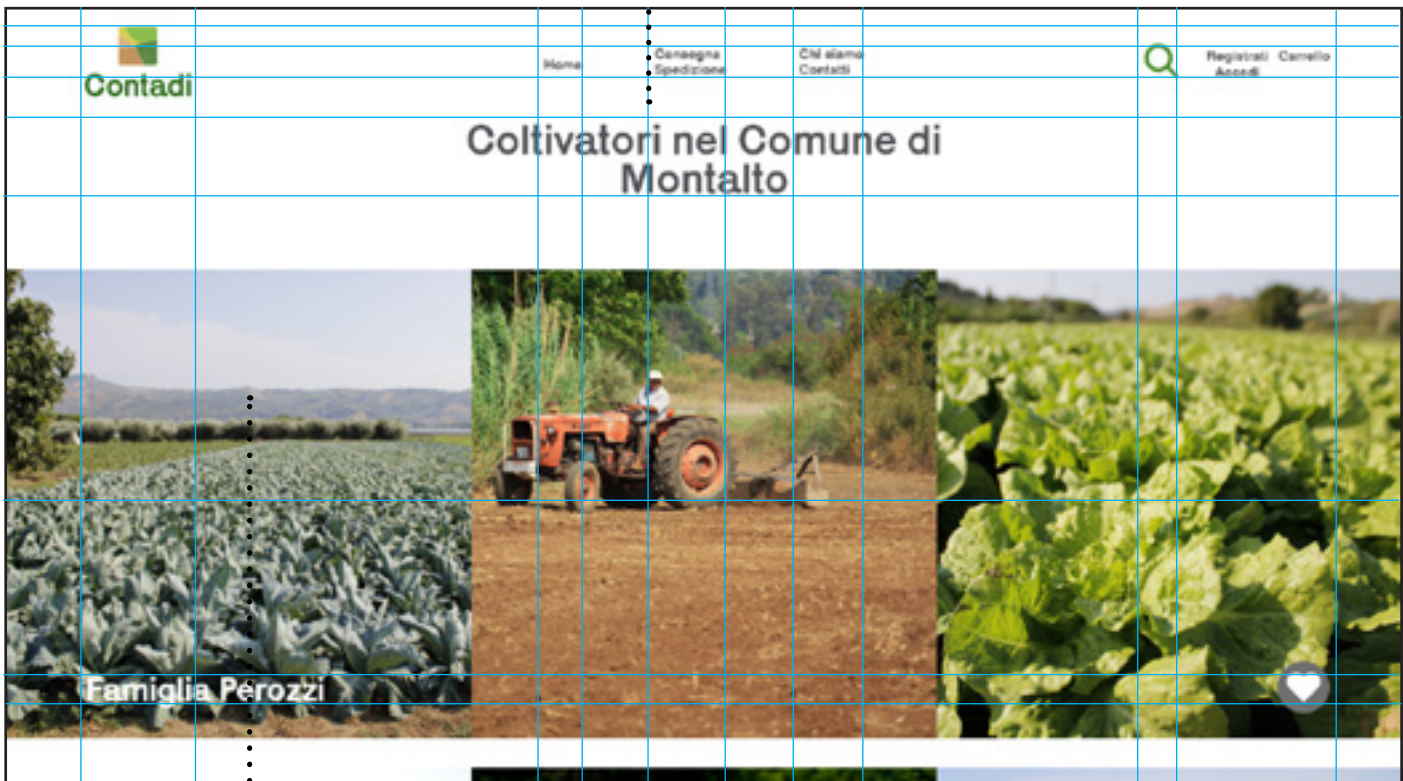 Contadi
Home
Consegna
Spedizione
Chi siamo
Contatti
Registrati Carrello
Accedi
Coltivatori nel Comune di
Montalto
Famiglia Perozzi